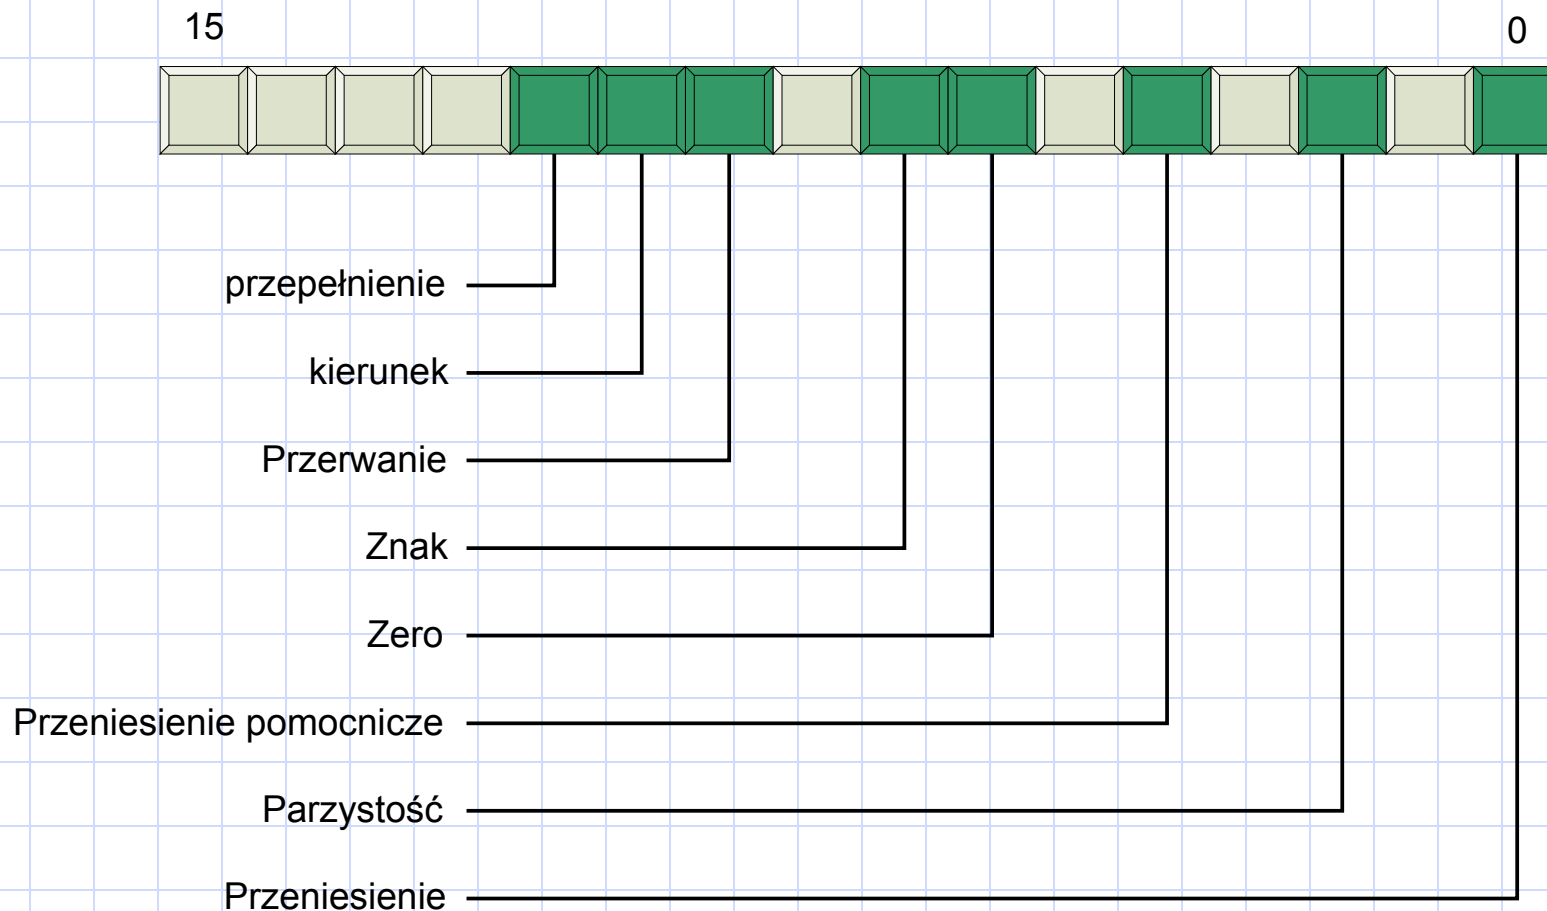 15 0
przepełnienie
kierunek
Przerwanie
Znak
Zero
Przeniesienie pomocnicze
Parzystość
Przeniesienie